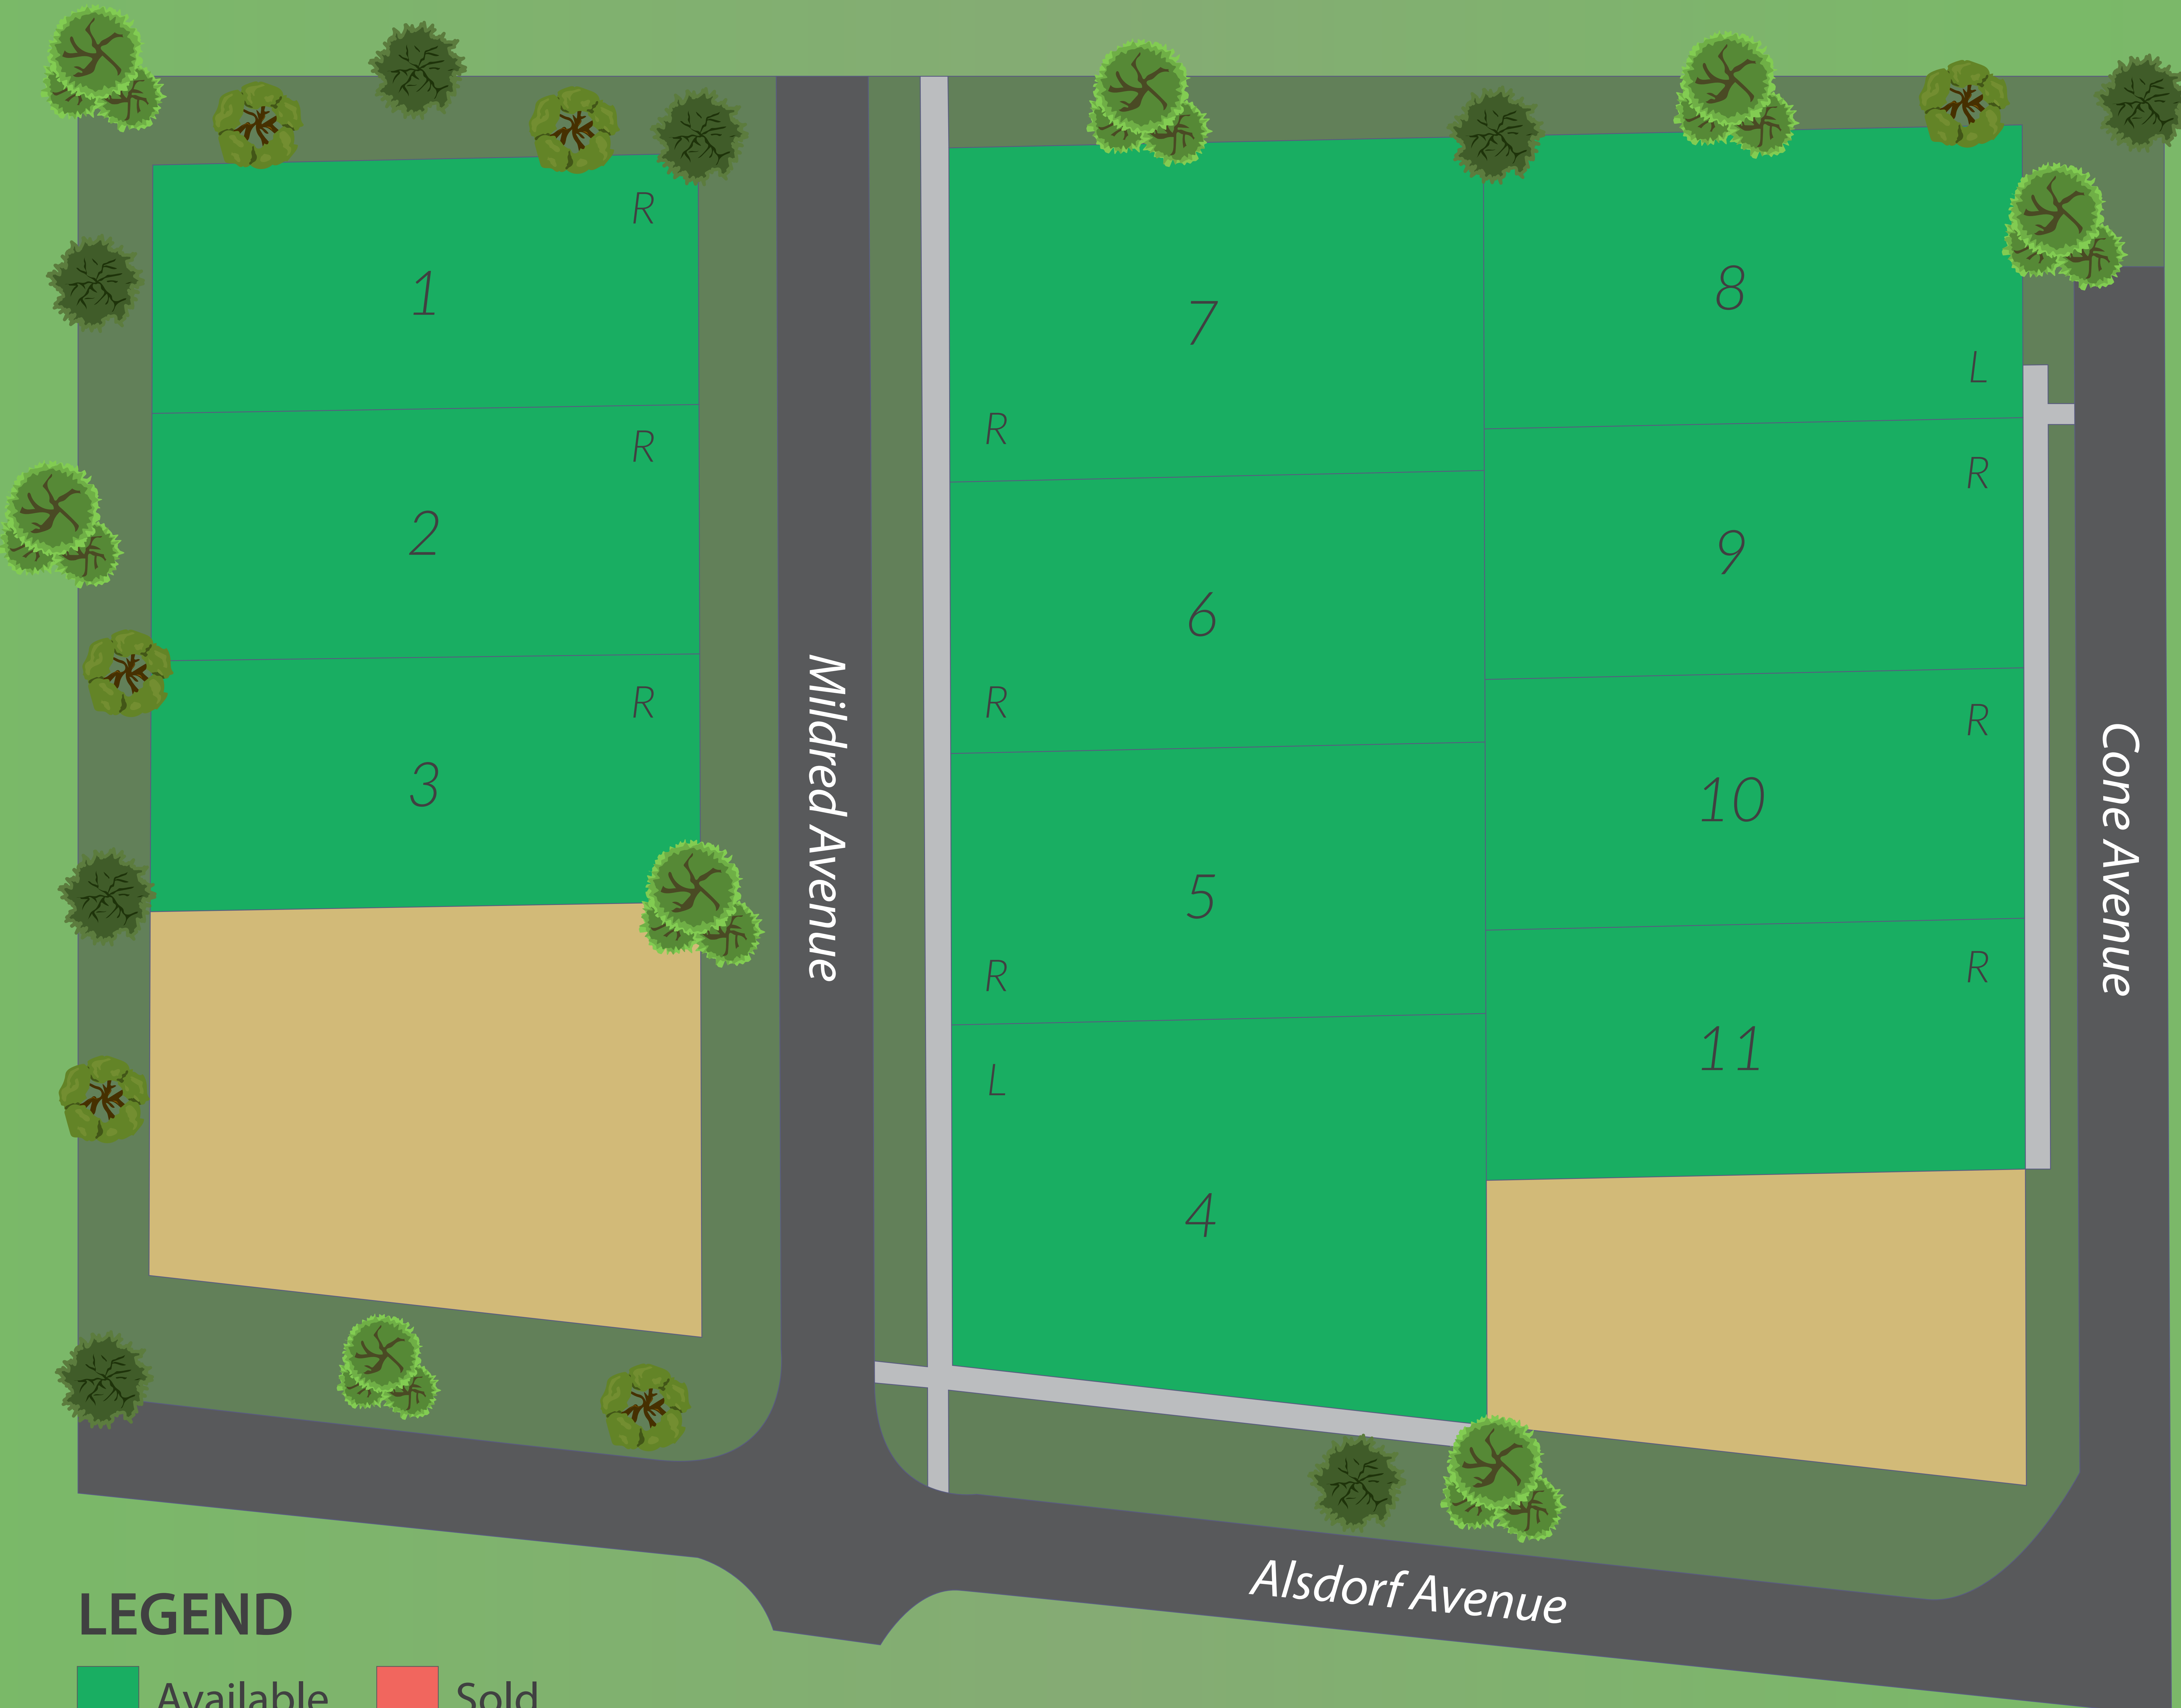 R
1
R
2
R
3
Mildred Avenue
7
R
6
R
5
R
L
4
8
L
R
9
R
10
R
11
Cone Avenue
Alsdorf Avenue
LEGEND
Available Sold